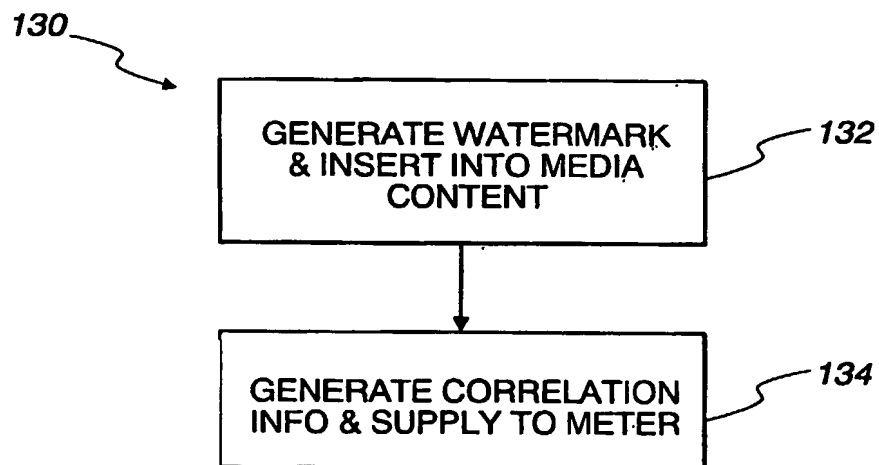 130
GENERATE WATERMARK
& INSERT INTO MEDIA
CONTENT
132
GENERATE CORRELATION
INFO & SUPPLY TO METER
134